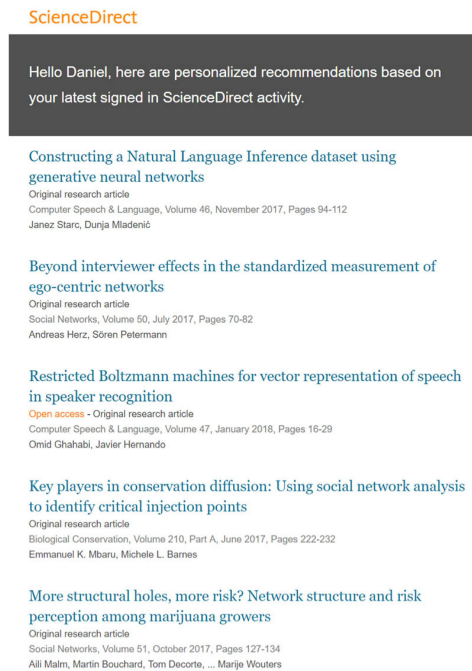 ScienceDirect
Hello Daniel, here are personalized recommendations based on
your latest signed in ScienceDirect activity.
Constructing a Natural Language Inference dataset using
generative neural networks
Original research article
Computer Speech & Language, Volume 46, November 2017, Pages 94-112
Janez Starc, Dunja Mladenić
Beyond interviewer effects in the standardized measurement of
ego-centric networks
Original research article
Social Networks, Volume 50, July 2017, Pages 70-82
Andreas Herz, Sören Petermann
Restricted Boltzmann machines for vector representation of speech
in speaker recognition
Open access - Original research article
Computer Speech & Language, Volume 47, January 2018, Pages 16-29
Omid Ghahabi, Javier Hernando
Key players in conservation diffusion: Using social network analysis
to identify critical injection points
Original research article
Biological Conservation, Volume 210, Part A, June 2017, Pages 222-232
Emmanuel K. Mbaru, Michele L. Barnes
More structural holes, more risk? Network structure and risk
perception among marijuana growers
Original research article
Social Networks, Volume 51, October 2017, Pages 127-134
Aili Malm, Martin Bouchard, Tom Decorte, ... Marije Wouters